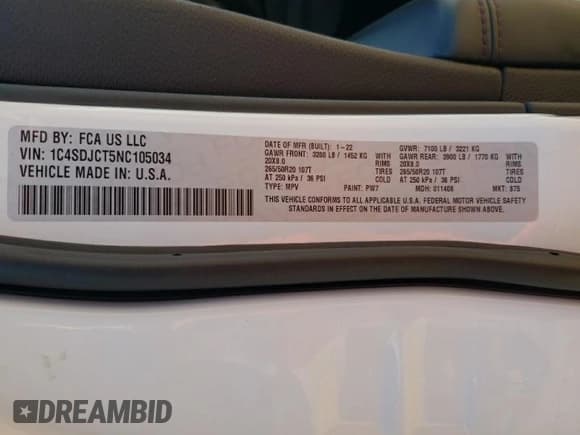 MFD BY: FCA US LLC
VIN: 1C4SDJCT5NC105034
VEHICLE MADE IN: U.S.A.
DATE OF MFR (BUILT): 1-22 GVWR: 7100 LB / 3221 KG
GAWR FRONT: 3200 LB / 1452 KG WITH GAWR REAR: 3900 LB / 1770 KG WITH
20X8.0 RIMS 20X8.0 RIMS
265/50R20 107T TIRES 265/50R20 107T TIRES
AT 250 kPa / 36 PSI COLD AT 250 kPa / 36 PSI COLD
TYPE: MPV PAINT: PW7 MDH: 011408 MKT: 975
THIS VEHICLE CONFORMS TO ALL APPLICABLE U.S.A. FEDERAL MOTOR VEHICLE SAFETY
STANDARDS IN EFFECT ON THE DATE OF MANUFACTURE SHOWN ABOVE.
DREAMBID